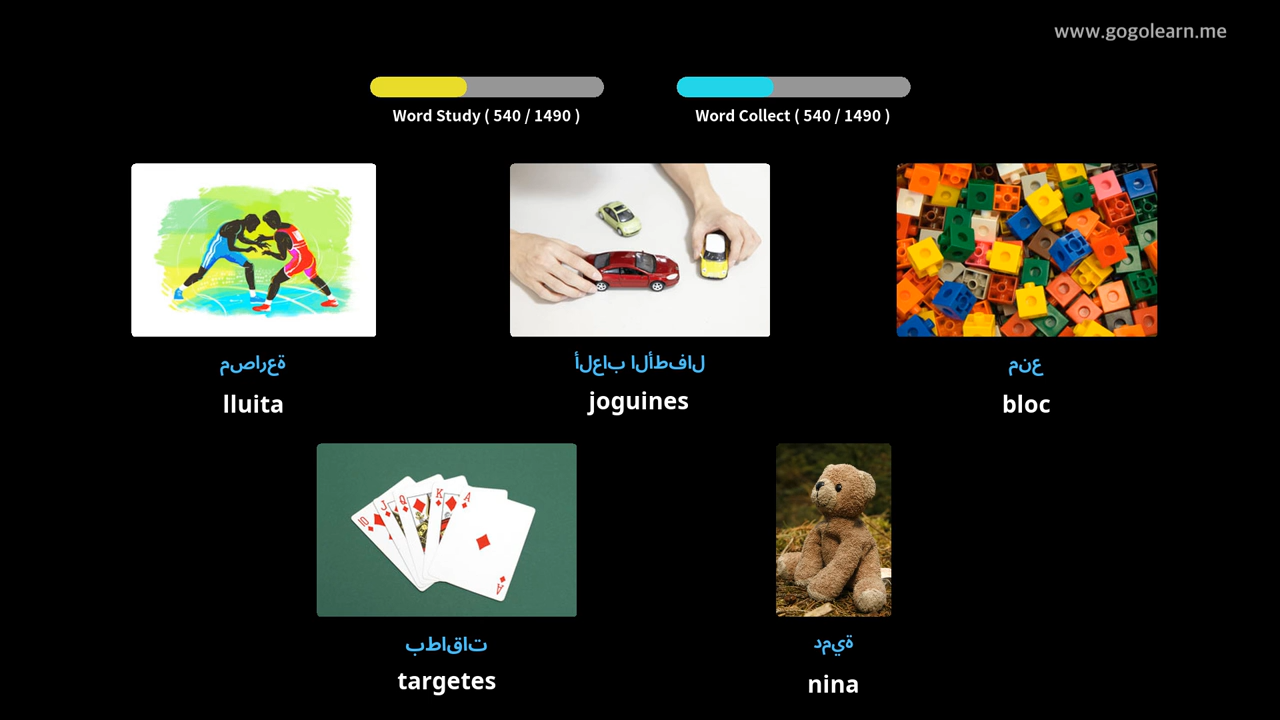 www.gogolearn.me
Word Study ( 540 / 1490 )
Word Collect ( 540 / 1490 )
مصارعة
lluita
ألعاب الأطفال
joguines
منع
bloc
10 J Q K A
A
بطاقات
targetes
دمية
nina